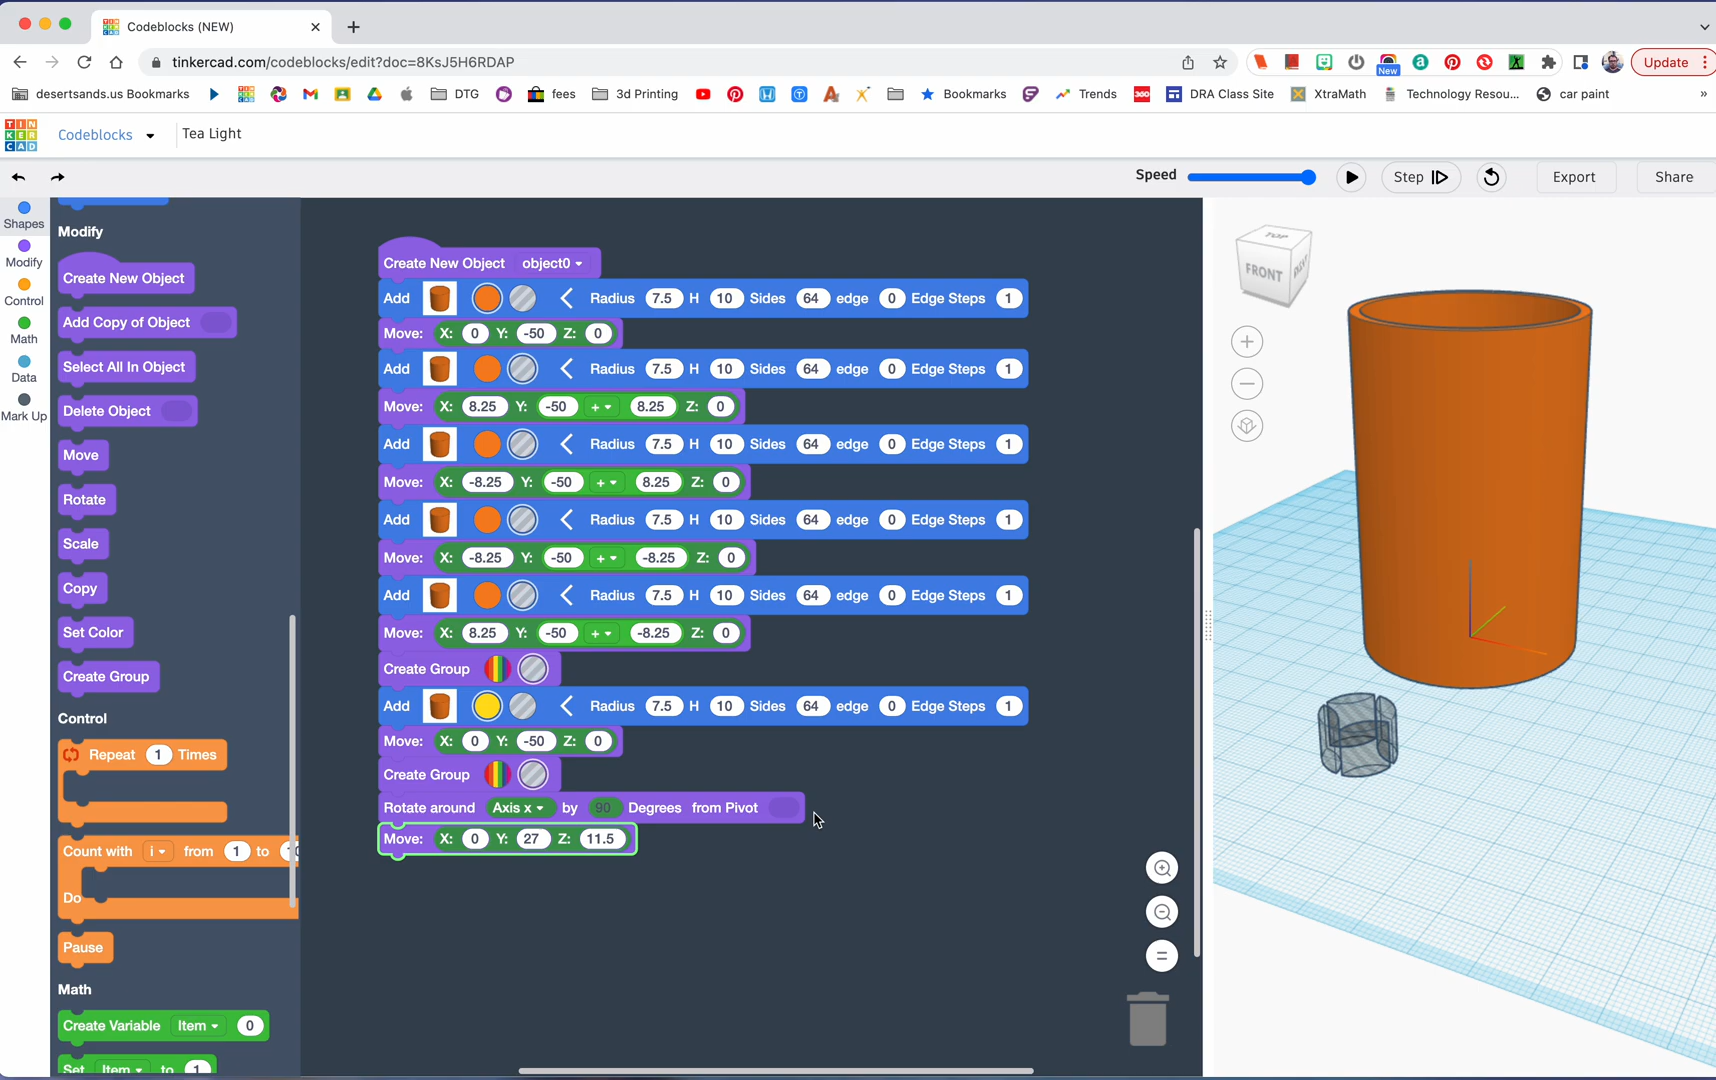 Codeblocks (NEW)
tinkercad.com/codeblocks/edit?doc=8KsJ5H6RDAP
New
Update
desertsands.us Bookmarks
DTG
fees
3d Printing
Bookmarks
Trends
360
DRA Class Site
XtraMath
Technology Resou...
car paint
»
TIN
KER
CAD
Codeblocks
Tea Light
Speed
Step
Export
Share
Shapes
Modify
Control
Math
Data
Mark Up
Modify
Create New Object
Add Copy of Object
Select All In Object
Delete Object
Move
Rotate
Scale
Copy
Set Color
Create Group
Control
Repeat 1 Times
Count with i from 1 to
Do
Pause
Math
Create Variable Item 0
Set Item to 1
Create New Object object0
Add Radius 7.5 H 10 Sides 64 edge 0 Edge Steps 1
Move: X: 0 Y: -50 Z: 0
Add Radius 7.5 H 10 Sides 64 edge 0 Edge Steps 1
Move: X: 8.25 Y: -50 + 8.25 Z: 0
Add Radius 7.5 H 10 Sides 64 edge 0 Edge Steps 1
Move: X: -8.25 Y: -50 + 8.25 Z: 0
Add Radius 7.5 H 10 Sides 64 edge 0 Edge Steps 1
Move: X: -8.25 Y: -50 + -8.25 Z: 0
Add Radius 7.5 H 10 Sides 64 edge 0 Edge Steps 1
Move: X: 8.25 Y: -50 + -8.25 Z: 0
Create Group
Add Radius 7.5 H 10 Sides 64 edge 0 Edge Steps 1
Move: X: 0 Y: -50 Z: 0
Create Group
Rotate around Axis x by 90 Degrees from Pivot
Move: X: 0 Y: 27 Z: 11.5
TOP
FRONT
RIGHT